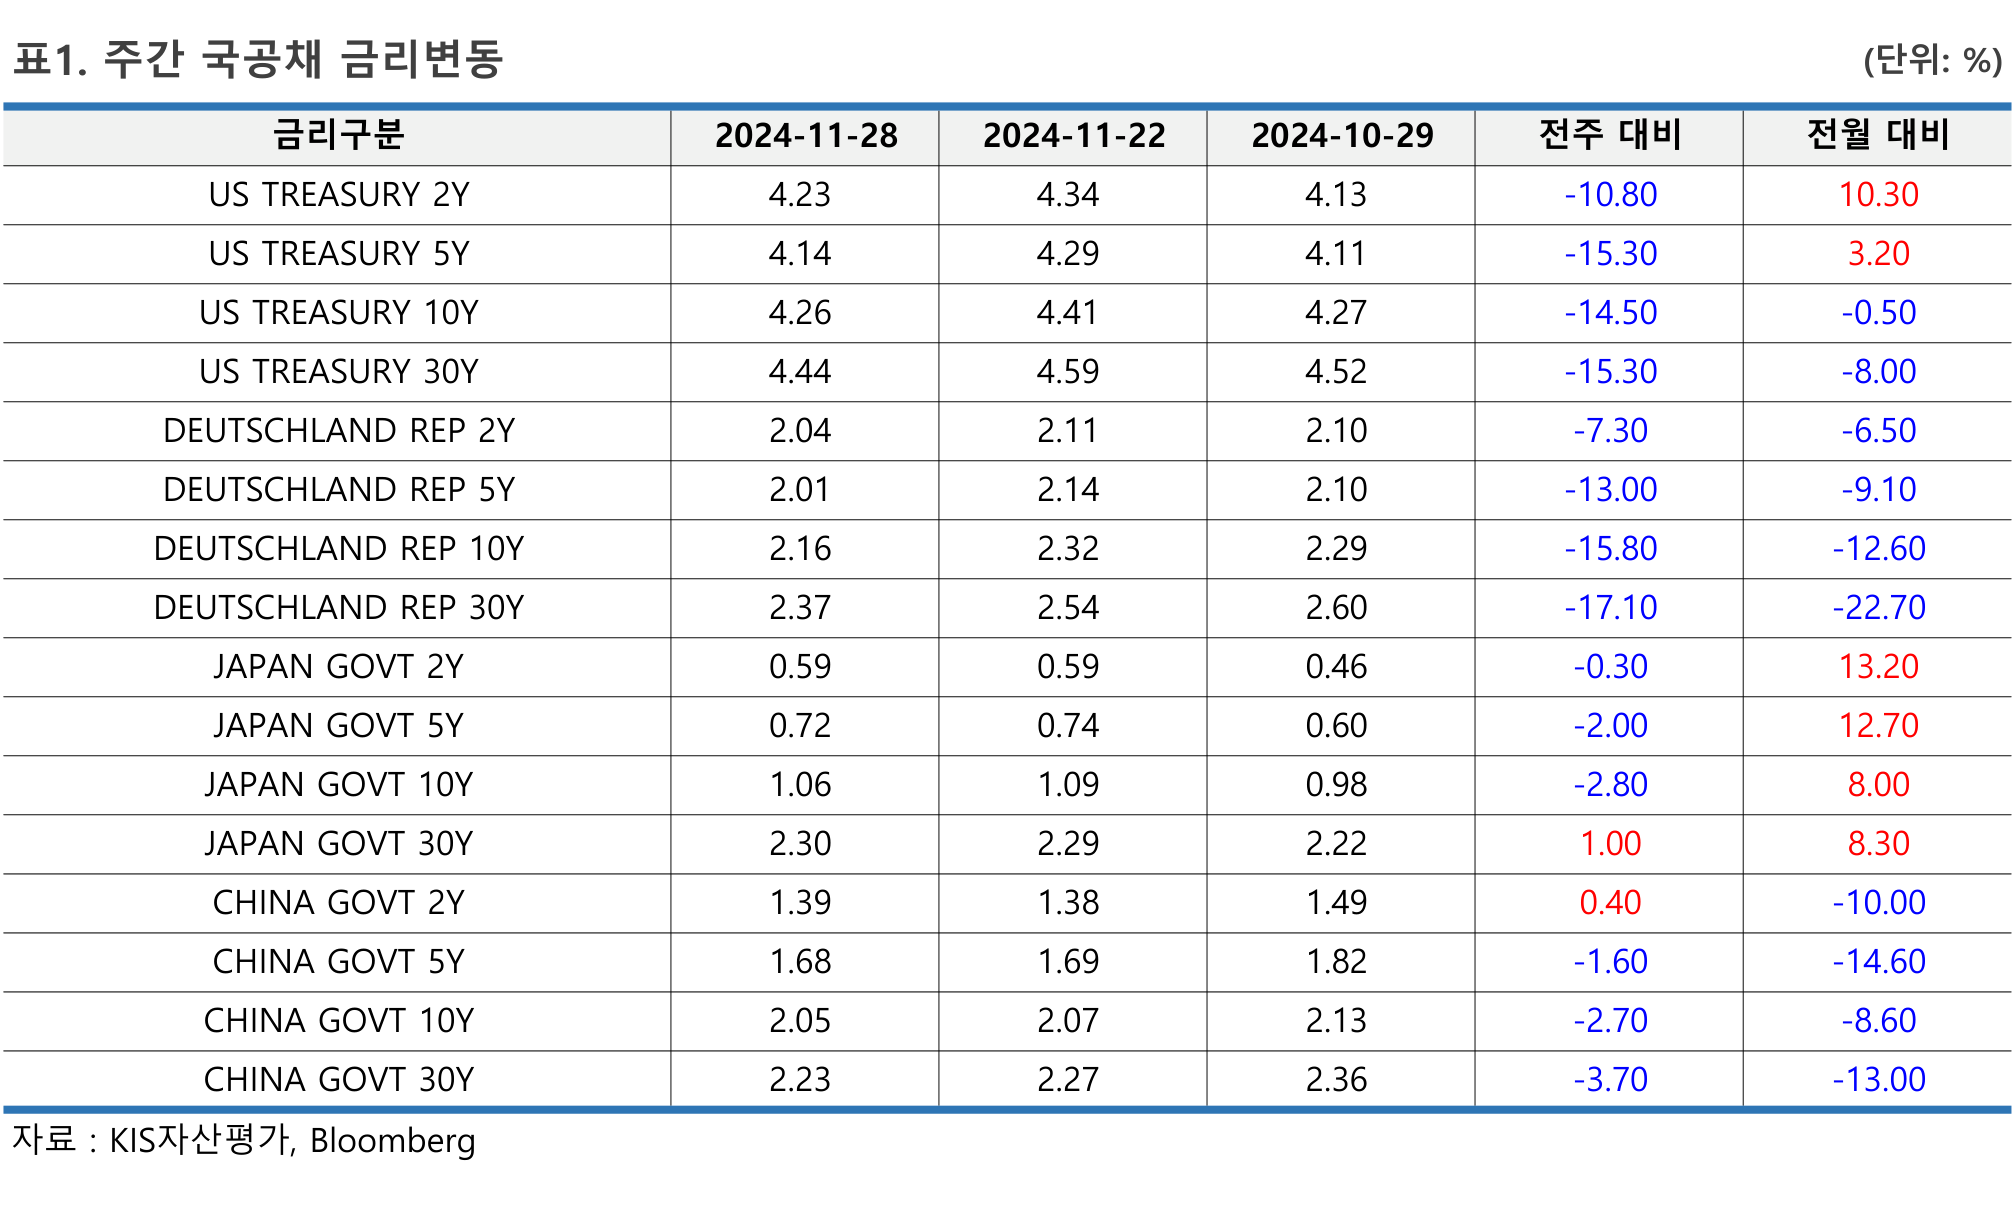 표1. 주간 국공채 금리변동 (단위: %)
금리구분 2024-11-28 2024-11-22 2024-10-29 전주 대비 전월 대비
US TREASURY 2Y 4.23 4.34 4.13 -10.80 10.30
US TREASURY 5Y 4.14 4.29 4.11 -15.30 3.20
US TREASURY 10Y 4.26 4.41 4.27 -14.50 -0.50
US TREASURY 30Y 4.44 4.59 4.52 -15.30 -8.00
DEUTSCHLAND REP 2Y 2.04 2.11 2.10 -7.30 -6.50
DEUTSCHLAND REP 5Y 2.01 2.14 2.10 -13.00 -9.10
DEUTSCHLAND REP 10Y 2.16 2.32 2.29 -15.80 -12.60
DEUTSCHLAND REP 30Y 2.37 2.54 2.60 -17.10 -22.70
JAPAN GOVT 2Y 0.59 0.59 0.46 -0.30 13.20
JAPAN GOVT 5Y 0.72 0.74 0.60 -2.00 12.70
JAPAN GOVT 10Y 1.06 1.09 0.98 -2.80 8.00
JAPAN GOVT 30Y 2.30 2.29 2.22 1.00 8.30
CHINA GOVT 2Y 1.39 1.38 1.49 0.40 -10.00
CHINA GOVT 5Y 1.68 1.69 1.82 -1.60 -14.60
CHINA GOVT 10Y 2.05 2.07 2.13 -2.70 -8.60
CHINA GOVT 30Y 2.23 2.27 2.36 -3.70 -13.00
자료 : KIS자산평가, Bloomberg